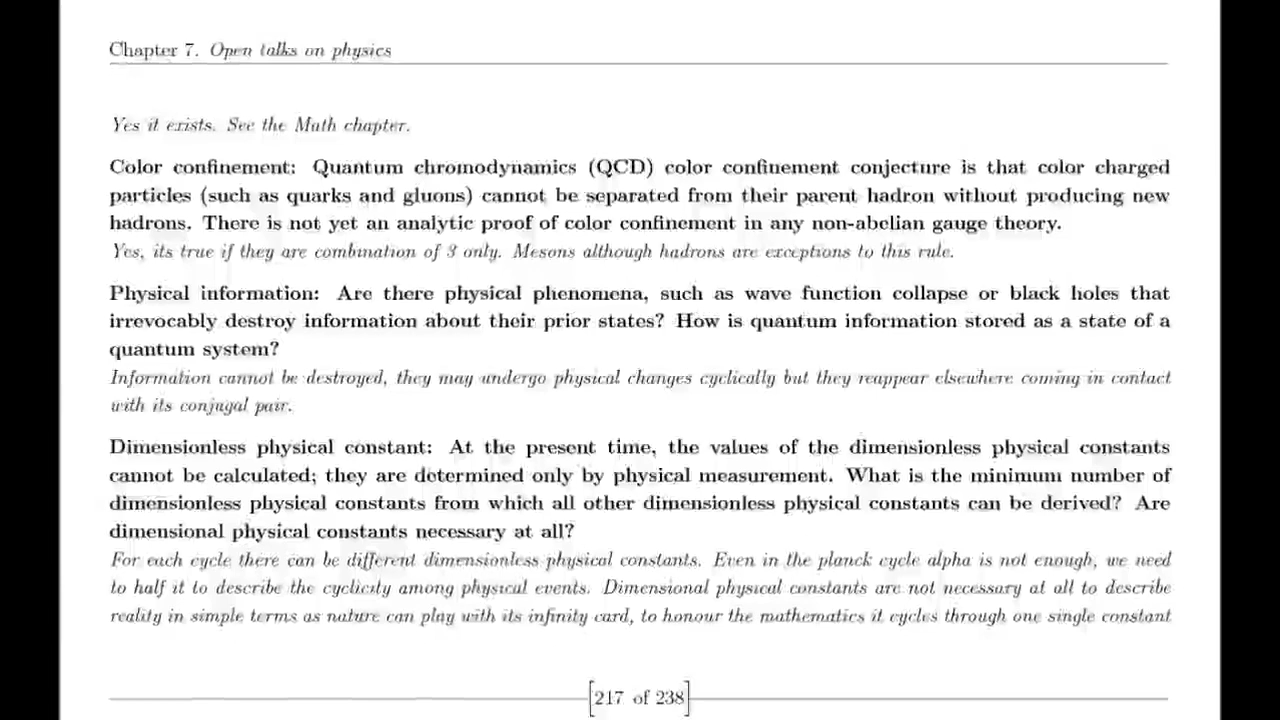 Chapter 7. Open talks on physics
Yes it exists. See the Math chapter.
Color confinement: Quantum chromodynamics (QCD) color confinement conjecture is that color charged
particles (such as quarks and gluons) cannot be separated from their parent hadron without producing new
hadrons. There is not yet an analytic proof of color confinement in any non-abelian gauge theory.
Yes, its true if they are combination of 3 only. Mesons although hadrons are exceptions to this rule.
Physical information: Are there physical phenomena, such as wave function collapse or black holes that
irrevocably destroy information about their prior states? How is quantum information stored as a state of a
quantum system?
Information cannot be destroyed, they may undergo physical changes cyclically but they reappear elsewhere coming in contact
with its conjugal pair.
Dimensionless physical constant: At the present time, the values of the dimensionless physical constants
cannot be calculated; they are determined only by physical measurement. What is the minimum number of
dimensionless physical constants from which all other dimensionless physical constants can be derived? Are
dimensional physical constants necessary at all?
For each cycle there can be different dimensionless physical constants. Even in the planck cycle alpha is not enough, we need
to half it to describe the cyclicity among physical events. Dimensional physical constants are not necessary at all to describe
reality in simple terms as nature can play with its infinity card, to honour the mathematics it cycles through one single constant
217 of 238